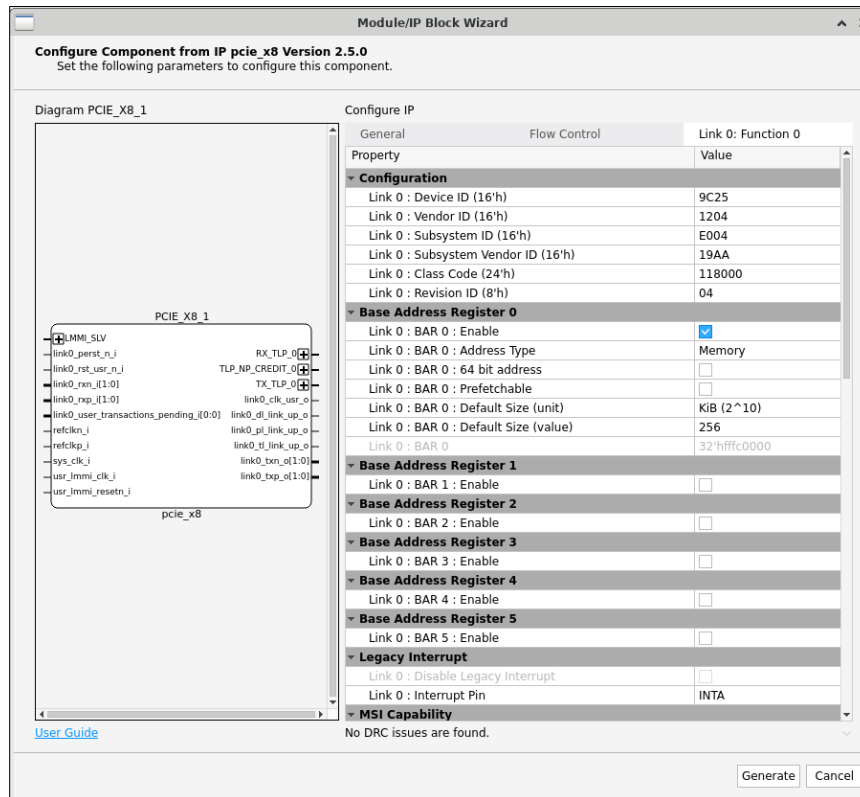 Module/IP Block Wizard
Configure Component from IP pcie_x8 Version 2.5.0
Set the following parameters to configure this component.
Diagram PCIE_X8_1
PCIE_X8_1
LMMI_SLV
link0_perst_n_i
link0_rst_usr_n_i
link0_rxn_i[1:0]
link0_rxp_i[1:0]
link0_user_transactions_pending_i[0:0]
refclkn_i
refclkp_i
sys_clk_i
usr_lmmi_clk_i
usr_lmmi_resetn_i
RX_TLP_0
TLP_NP_CREDIT_0
TX_TLP_0
link0_clk_usr_o
link0_dl_link_up_o
link0_pl_link_up_o
link0_tl_link_up_o
link0_txn_o[1:0]
link0_txp_o[1:0]
pcie_x8
User Guide
Configure IP
General Flow Control Link 0: Function 0
Property Value
Configuration
Link 0 : Device ID (16'h) 9C25
Link 0 : Vendor ID (16'h) 1204
Link 0 : Subsystem ID (16'h) E004
Link 0 : Subsystem Vendor ID (16'h) 19AA
Link 0 : Class Code (24'h) 118000
Link 0 : Revision ID (8'h) 04
Base Address Register 0
Link 0 : BAR 0 : Enable
Link 0 : BAR 0 : Address Type Memory
Link 0 : BAR 0 : 64 bit address
Link 0 : BAR 0 : Prefetchable
Link 0 : BAR 0 : Default Size (unit) KiB (2^10)
Link 0 : BAR 0 : Default Size (value) 256
Link 0 : BAR 0 32'hfffc0000
Base Address Register 1
Link 0 : BAR 1 : Enable
Base Address Register 2
Link 0 : BAR 2 : Enable
Base Address Register 3
Link 0 : BAR 3 : Enable
Base Address Register 4
Link 0 : BAR 4 : Enable
Base Address Register 5
Link 0 : BAR 5 : Enable
Legacy Interrupt
Link 0 : Disable Legacy Interrupt
Link 0 : Interrupt Pin INTA
MSI Capability
No DRC issues are found.
Generate Cancel